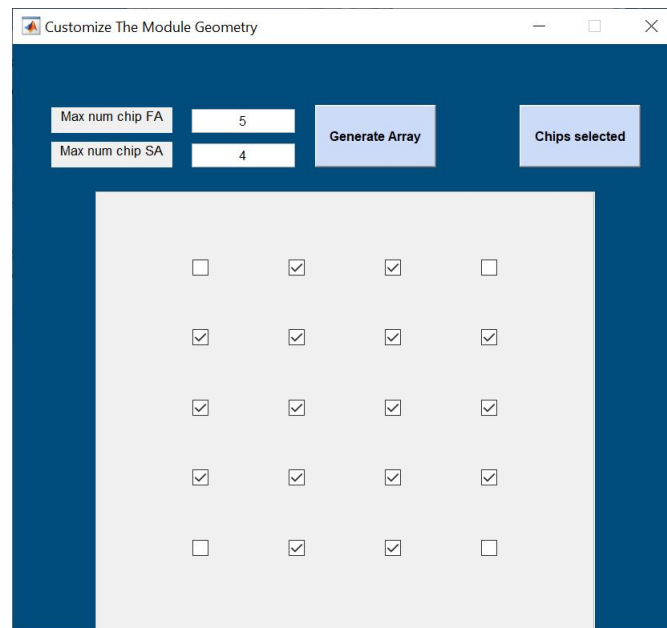 Customize The Module Geometry
Max num chip FA
5
Generate Array
Chips selected
Max num chip SA
4